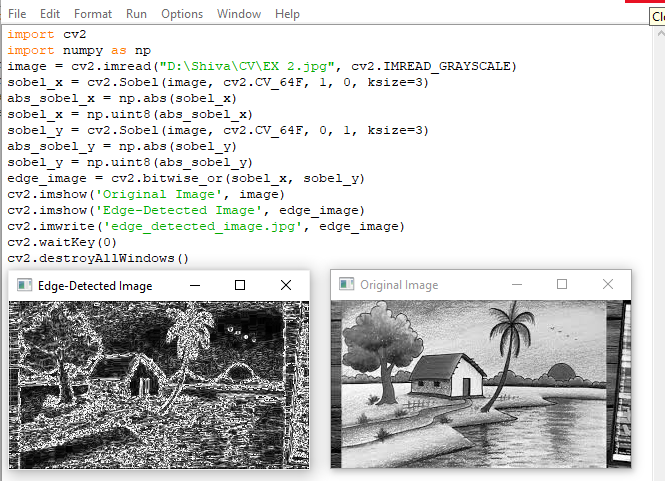 File Edit Format Run Options Window Help
Clo
import cv2
import numpy as np
image = cv2.imread("D:\Shiva\CV\EX 2.jpg", cv2.IMREAD_GRAYSCALE)
sobel_x = cv2.Sobel(image, cv2.CV_64F, 1, 0, ksize=3)
abs_sobel_x = np.abs(sobel_x)
sobel_x = np.uint8(abs_sobel_x)
sobel_y = cv2.Sobel(image, cv2.CV_64F, 0, 1, ksize=3)
abs_sobel_y = np.abs(sobel_y)
sobel_y = np.uint8(abs_sobel_y)
edge_image = cv2.bitwise_or(sobel_x, sobel_y)
cv2.imshow('Original Image', image)
cv2.imshow('Edge-Detected Image', edge_image)
cv2.imwrite('edge_detected_image.jpg', edge_image)
cv2.waitKey(0)
cv2.destroyAllWindows()
Edge-Detected Image
Original Image